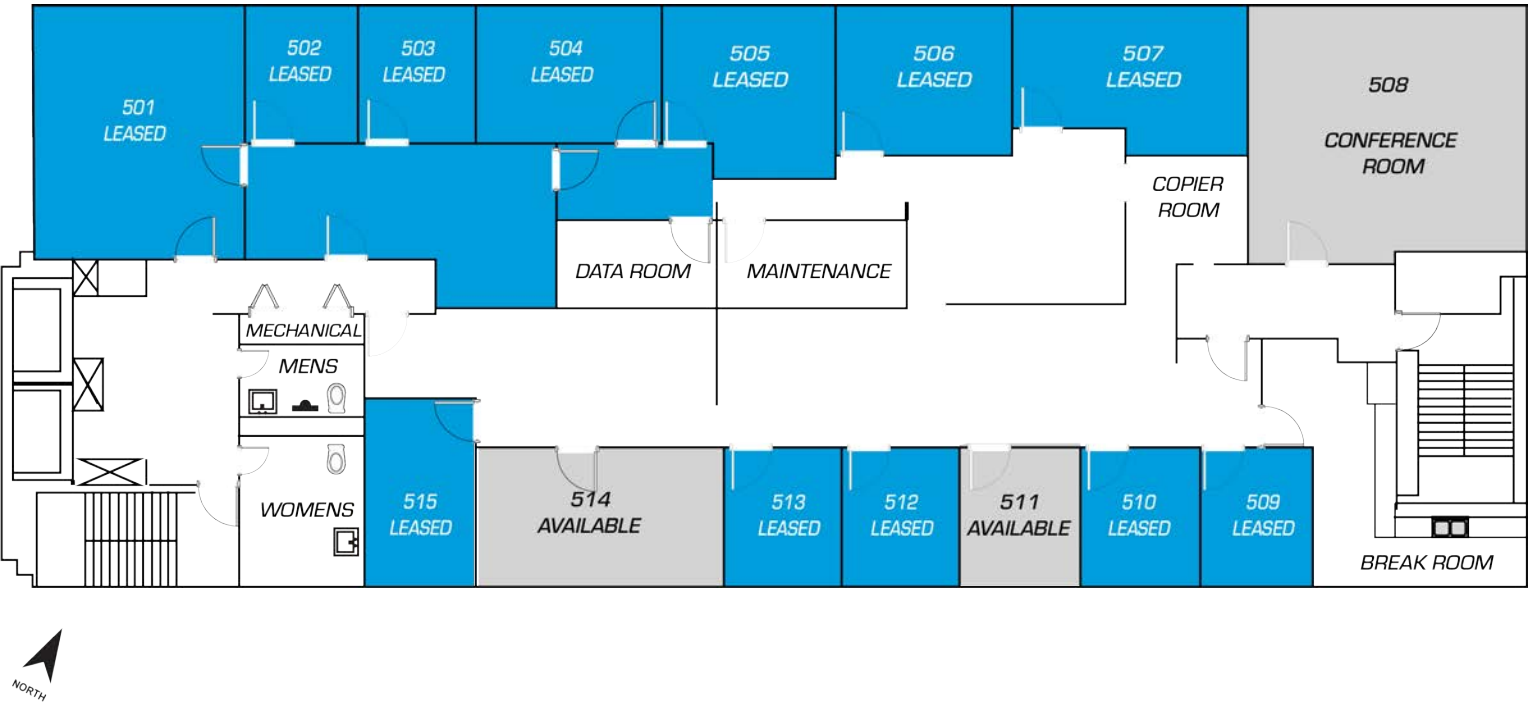 501
LEASED
502
LEASED
503
LEASED
504
LEASED
505
LEASED
506
LEASED
507
LEASED
508
CONFERENCE
ROOM
COPIER
ROOM
DATA ROOM
MAINTENANCE
MECHANICAL
MENS
WOMENS
515
LEASED
514
AVAILABLE
513
LEASED
512
LEASED
511
AVAILABLE
510
LEASED
509
LEASED
BREAK ROOM
NORTH